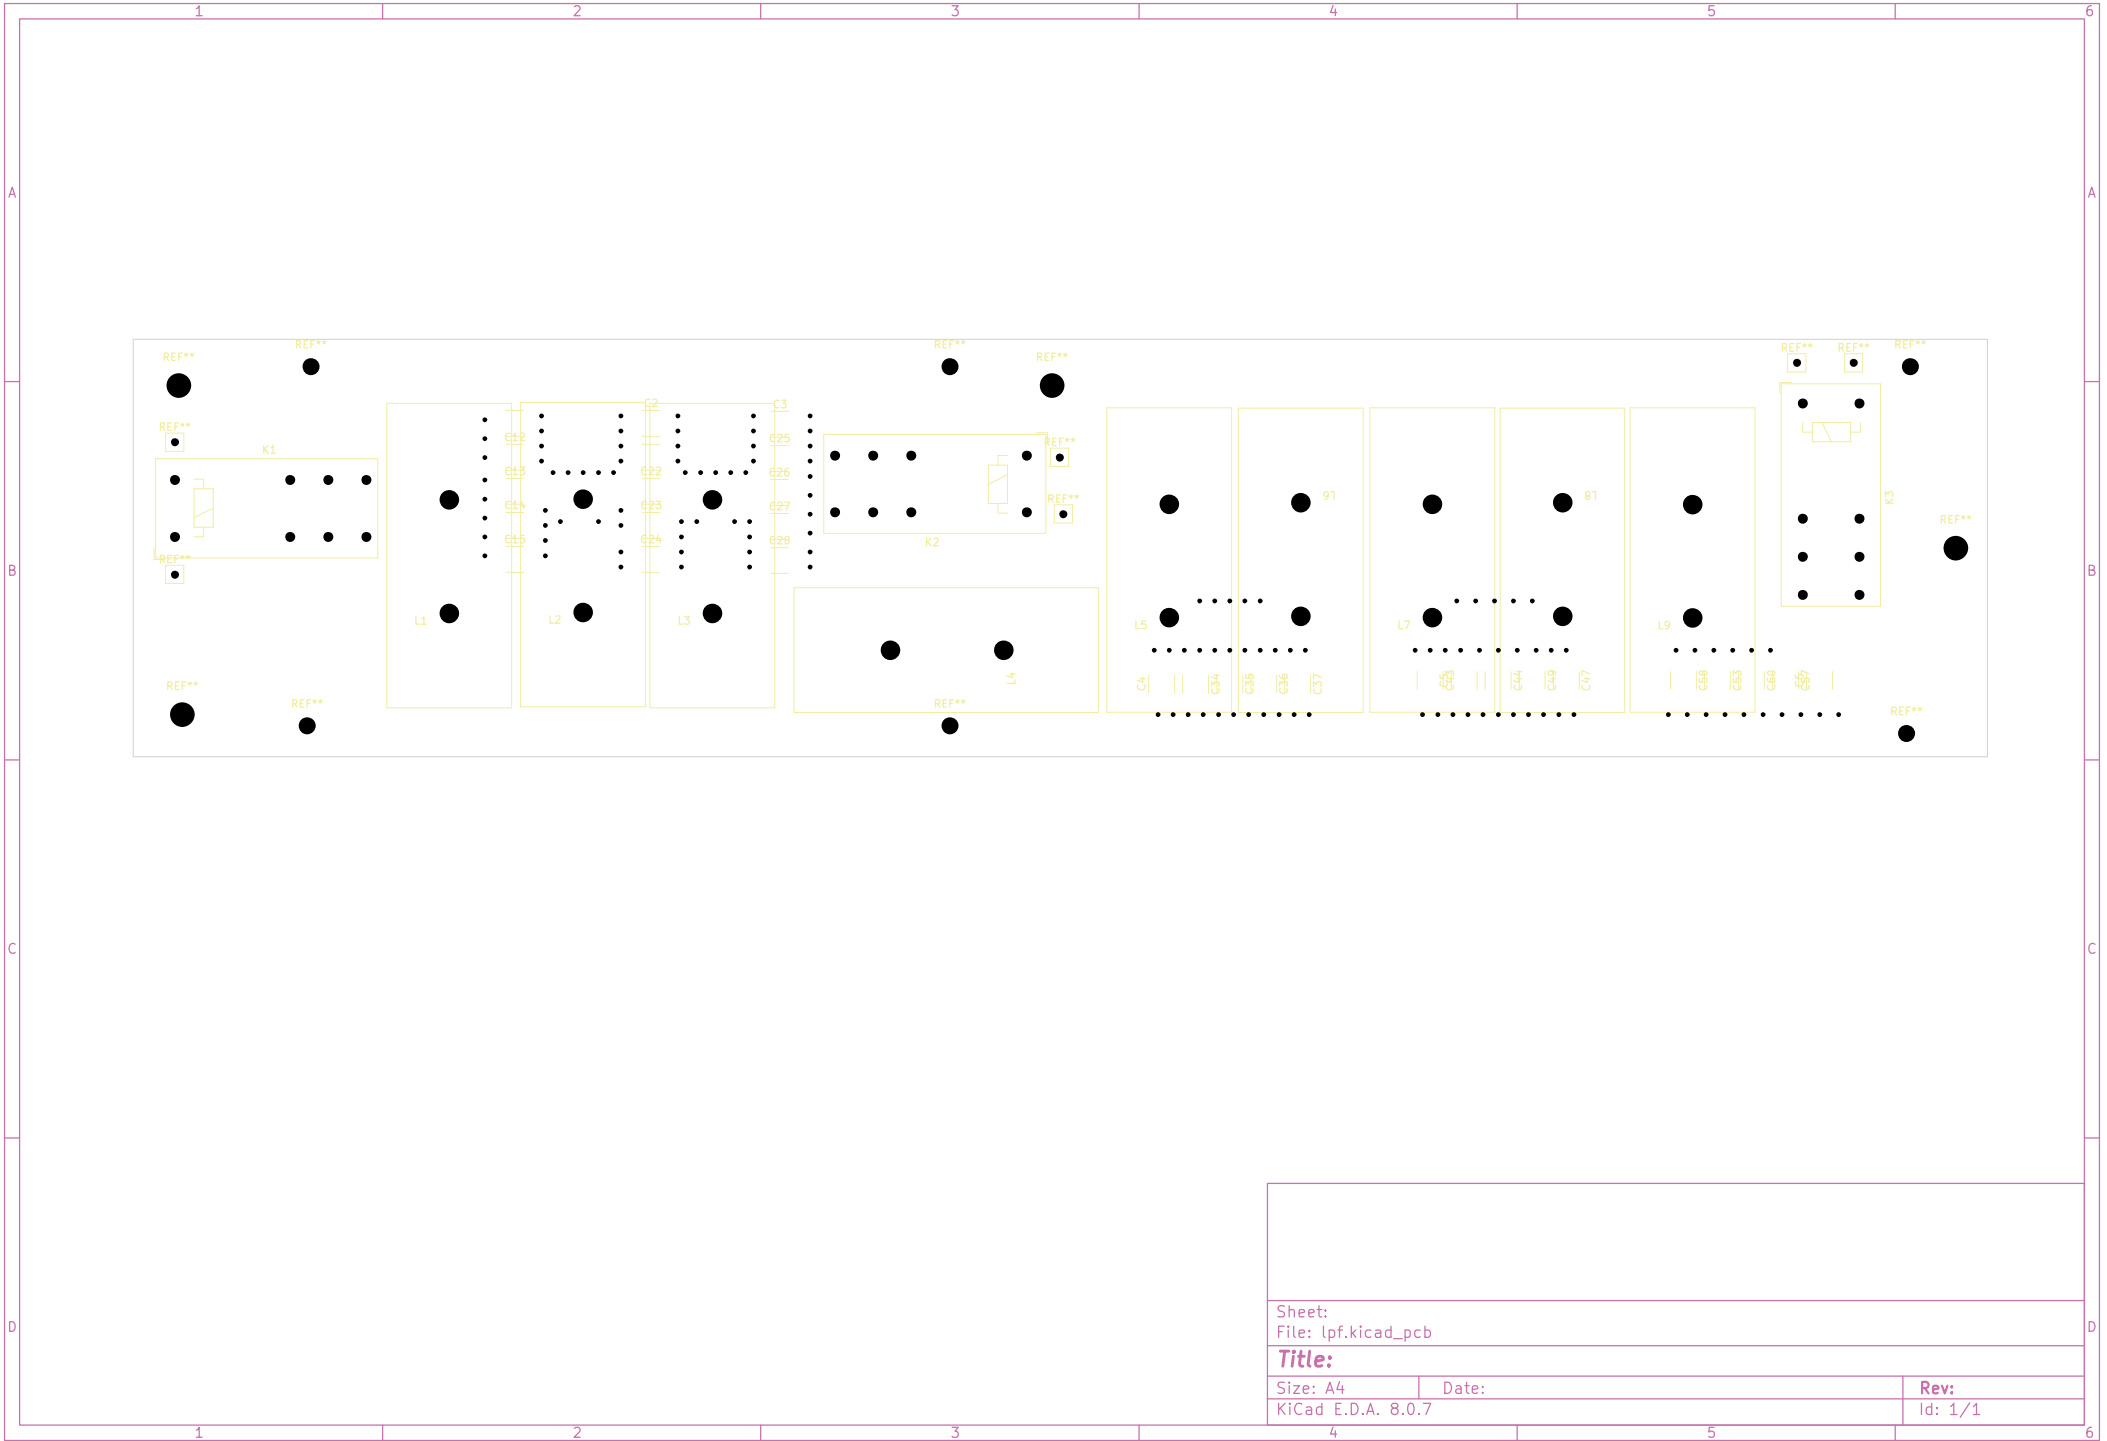 1 2 3 4 5 6
A A
REF** REF** REF** REF** REF** REF** REF**
REF** REF**
C2 C3
C12 C25
K1
C13 C22 C26
L6 L8 K3
REF**
C14 C23 C27
REF**
C15 C24 C28
K2
REF**
B B
L1 L2 L3 L5 L7 L9
L4
C4 C34 C35 C36 C37 C44 C49 C47
REF** REF** REF** REF**
C C
Sheet:
File: lpf.kicad_pcb
D D
Title:
Size: A4 Date: Rev:
KiCad E.D.A. 8.0.7 Id: 1/1
1 2 3 4 5 6